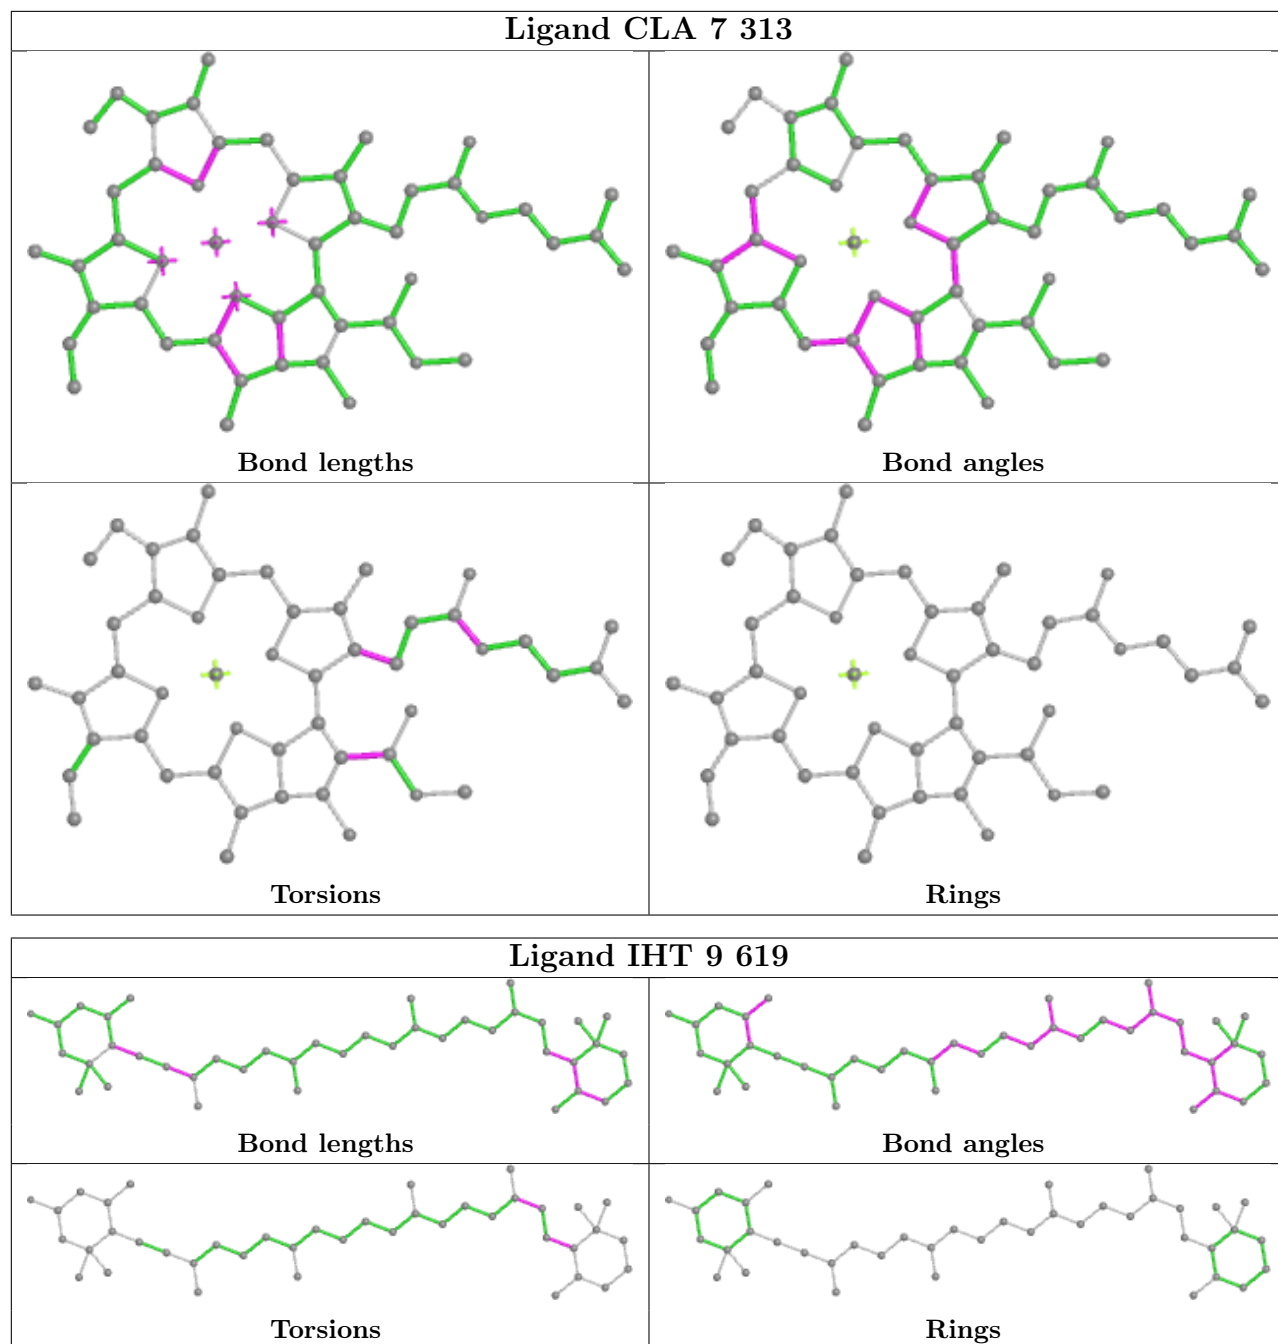 Ligand CLA 7 313
Bond lengths
Bond angles
Torsions
Rings
Ligand IHT 9 619
Bond lengths
Bond angles
Torsions
Rings